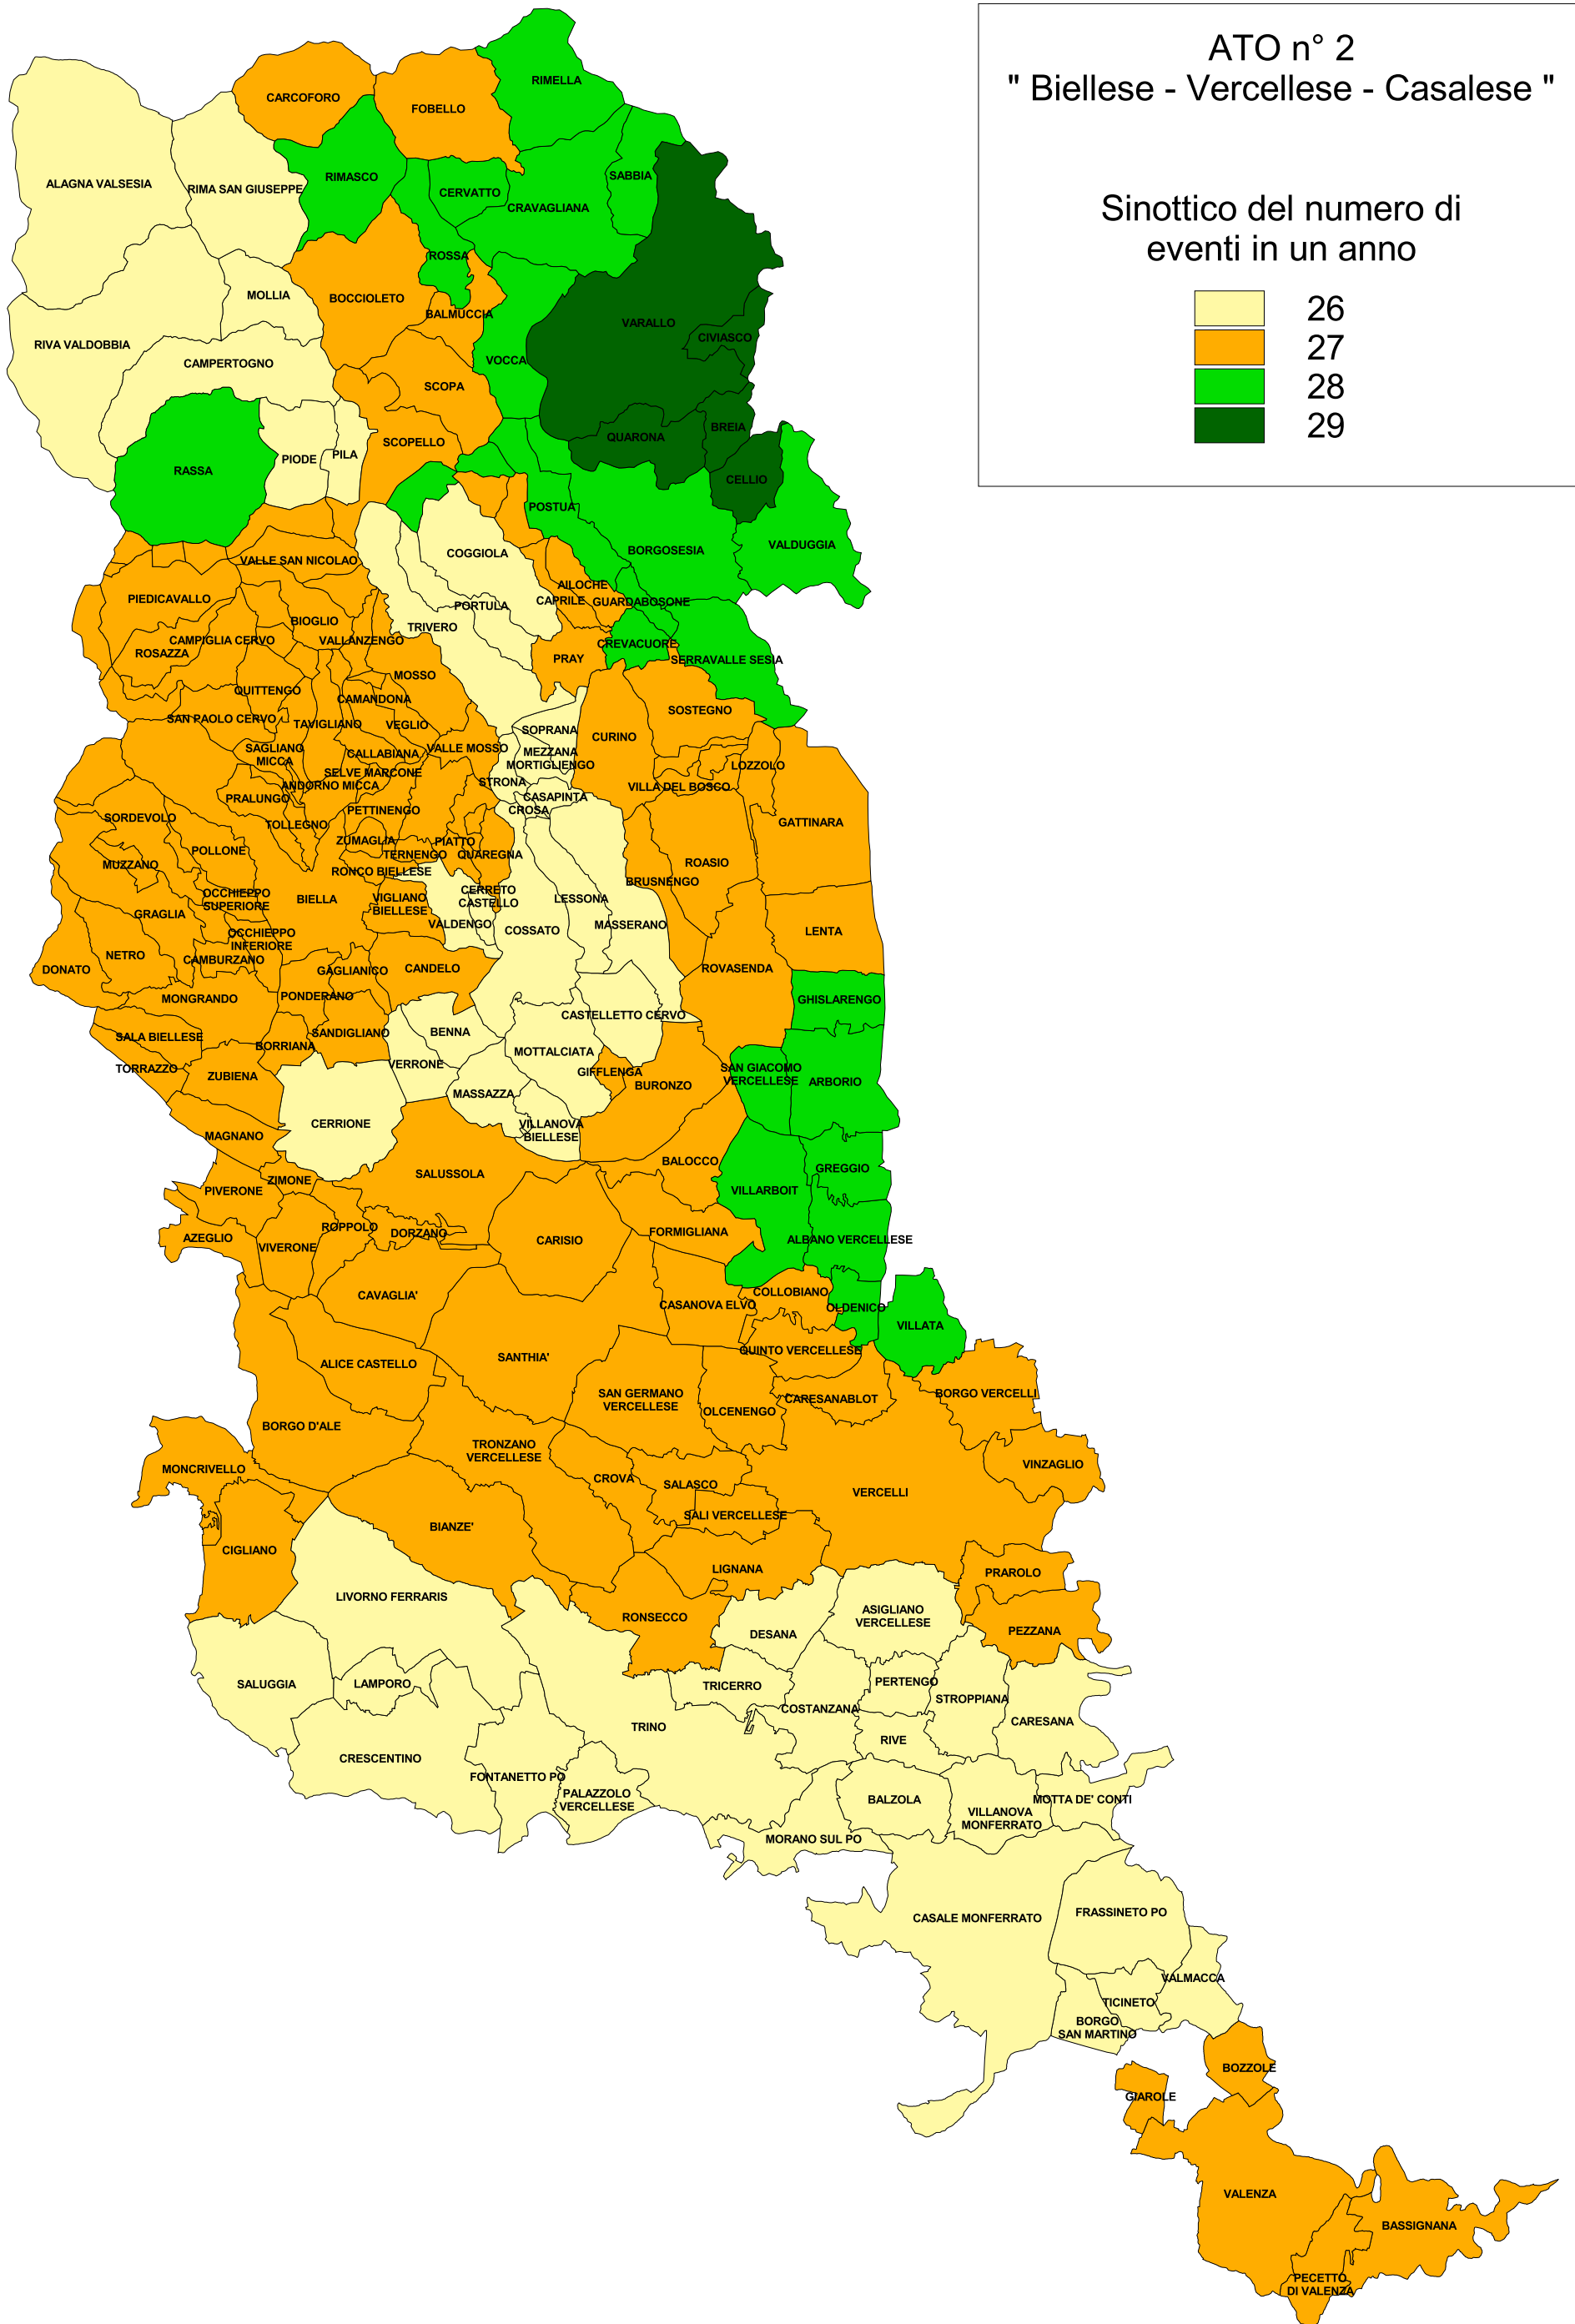 ATO n° 2
" Biellese - Vercellese - Casalese "
Sinottico del numero di
eventi in un anno
26
27
28
29
RIMELLA
CARCOFORO
FOBELLO
ALAGNA VALSESIA
RIMA SAN GIUSEPPE
RIMASCO
CERVATTO
SABBIA
CRAVAGLIANA
ROSSA
MOLLIA
BOCCIOLETO
BALMUCCIA
VARALLO
CIVIASCO
RIVA VALDOBBIA
CAMPERTOGNO
VOCCA
SCOPA
BREIA
QUARONA
SCOPELLO
PILA
PIODE
RASSA
CELLIO
POSTUA
VALDUGGIA
BORGOSESIA
COGGIOLA
VALLE SAN NICOLAO
AILOCHE
PIEDICAVALLO
CAPRILE
GUARDABOSONE
PORTULA
BIOGLIO
TRIVERO
CAMPIGLIA CERVO
VALLANZENGO
CREVACUORE
ROSAZZA
PRAY
SERRAVALLE SESIA
MOSSO
QUITTENGO
CAMANDONA
SOSTEGNO
SAN PAOLO CERVO
TAVIGLIANO
VEGLIO
SOPRANA
CURINO
SAGLIANO
MICCA
CALLABIANA
VALLE MOSSO
MEZZANA
MORTIGLIENGO
LOZZOLO
SELVE MARCONE
ANDORNO MICCA
STRONA
VILLA DEL BOSCO
PRALUNGO
CASAPINTA
PETTINENGO
CROSA
SORDEVOLO
TOLLEGNO
GATTINARA
ZUMAGLIA
PIATTO
POLLONE
TERNENGO
QUAREGNA
MUZZANO
ROASIO
RONCO BIELLESE
BRUSNENGO
OCCHIEPPO
SUPERIORE
BIELLA
VIGLIANO
BIELLESE
CERRETO
CASTELLO
LESSONA
GRAGLIA
VALDENGO
COSSATO
MASSERANO
LENTA
OCCHIEPPO
INFERIORE
NETRO
CAMBURZANO
DONATO
GAGLIANICO
CANDELO
ROVASENDA
MONGRANDO
PONDERANO
GHISLARENGO
CASTELLETTO CERVO
SALA BIELLESE
BORRIANA
SANDIGLIANO
BENNA
MOTTALCIATA
VERRONE
TORRAZZO
ZUBIENA
GIFFLENGA
SAN GIACOMO
VERCELLESE
ARBORIO
BURONZO
MASSAZZA
CERRIONE
VILLANOVA
BIELLESE
MAGNANO
BALOCCO
GREGGIO
SALUSSOLA
ZIMONE
PIVERONE
VILLARBOIT
ROPPOLO
DORZANO
FORMIGLIANA
AZEGLIO
VIVERONE
CARISIO
ALBANO VERCELLESE
CAVAGLIA'
COLLOBIANO
CASANOVA ELVO
OLDENICO
VILLATA
QUINTO VERCELLESE
SANTHIA'
ALICE CASTELLO
SAN GERMANO
VERCELLESE
BORGO VERCELLI
CARESANABLOT
OLCENENGO
BORGO D'ALE
TRONZANO
VERCELLESE
MONCRIVELLO
VINZAGLIO
CROVA
SALASCO
VERCELLI
SALI VERCELLESE
BIANZE'
CIGLIANO
LIGNANA
PRAROLO
LIVORNO FERRARIS
ASIGLIANO
VERCELLESE
RONSECCO
DESANA
PEZZANA
SALUGGIA
LAMPORO
TRICERRO
PERTENGO
STROPPIANA
COSTANZANA
CARESANA
TRINO
RIVE
CRESCENTINO
FONTANETTO PO
PALAZZOLO
VERCELLESE
BALZOLA
MOTTA DE' CONTI
VILLANOVA
MONFERRATO
MORANO SUL PO
FRASSINETO PO
CASALE MONFERRATO
VALMACCA
TICINETO
BORGO
SAN MARTINO
BOZZOLE
GIAROLE
VALENZA
BASSIGNANA
PECETTO
DI VALENZA